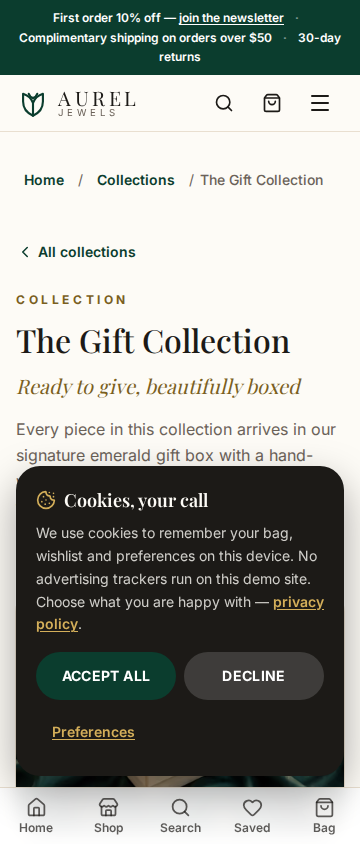 First order 10% off — join the newsletter ·
Complimentary shipping on orders over $50 · 30-day
returns
AUREL
JEWELS
Home / Collections / The Gift Collection
All collections
COLLECTION
The Gift Collection
Ready to give, beautifully boxed
Every piece in this collection arrives in our
signature emerald gift box with a hand-
Cookies, your call
We use cookies to remember your bag,
wishlist and preferences on this device. No
advertising trackers run on this demo site.
Choose what you are happy with — privacy
policy.
ACCEPT ALL DECLINE
Preferences
Home Shop Search Saved Bag